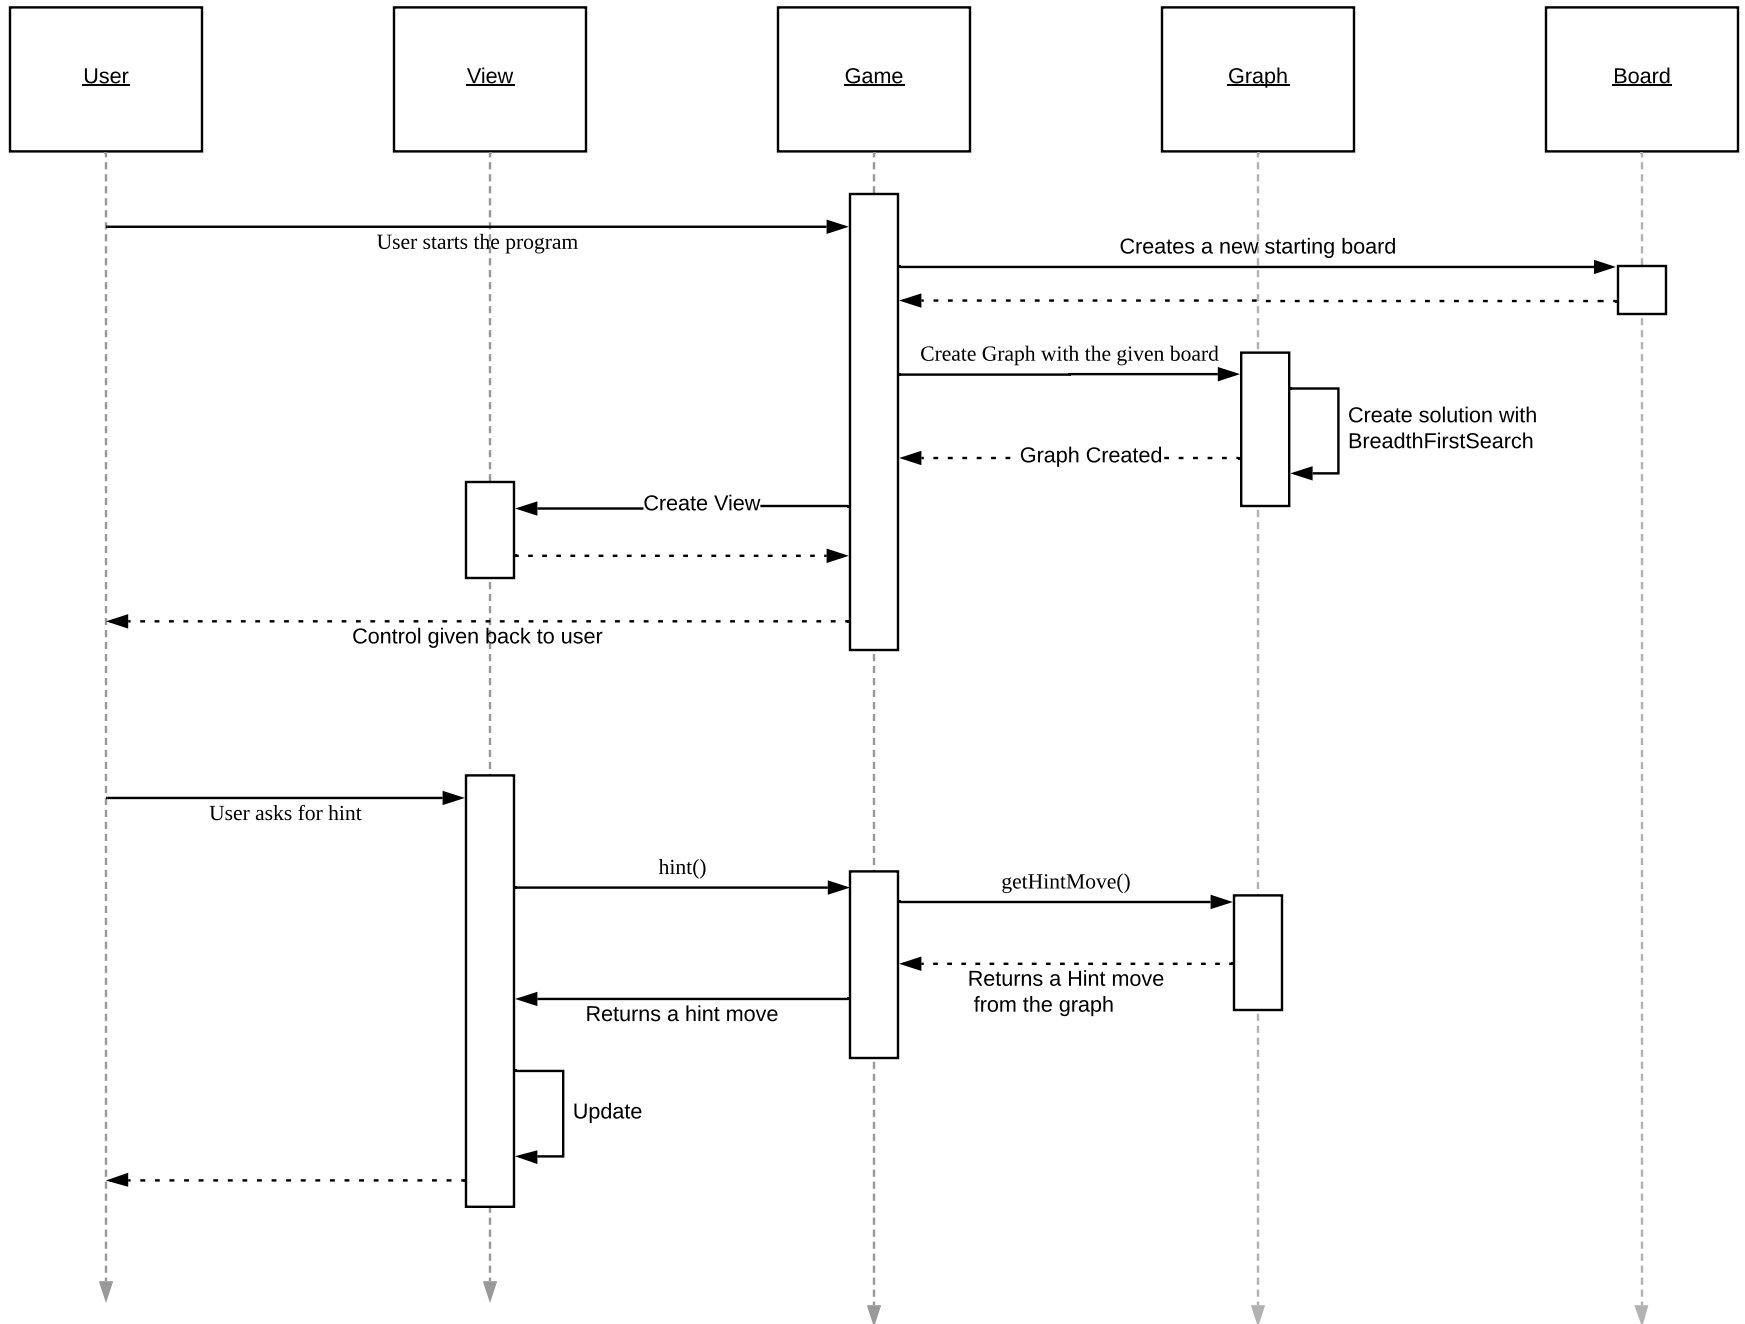 User
View
Game
Graph
Board
User starts the program
Creates a new starting board
Create Graph with the given board
Create solution with
BreadthFirstSearch
Graph Created
Create View
Control given back to user
User asks for hint
hint()
getHintMove()
Returns a Hint move
from the graph
Returns a hint move
Update